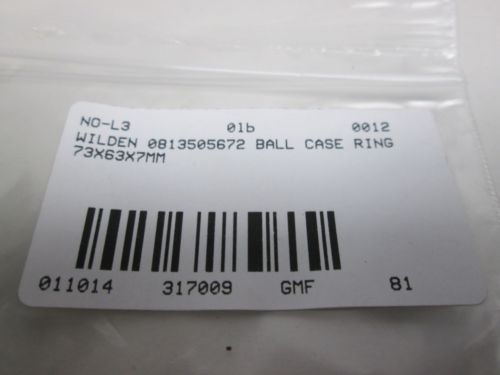 NO-L3 01b 0012
WILDEN 0813505672 BALL CASE RING
73X63X7MM
011014 317009 GMF 81